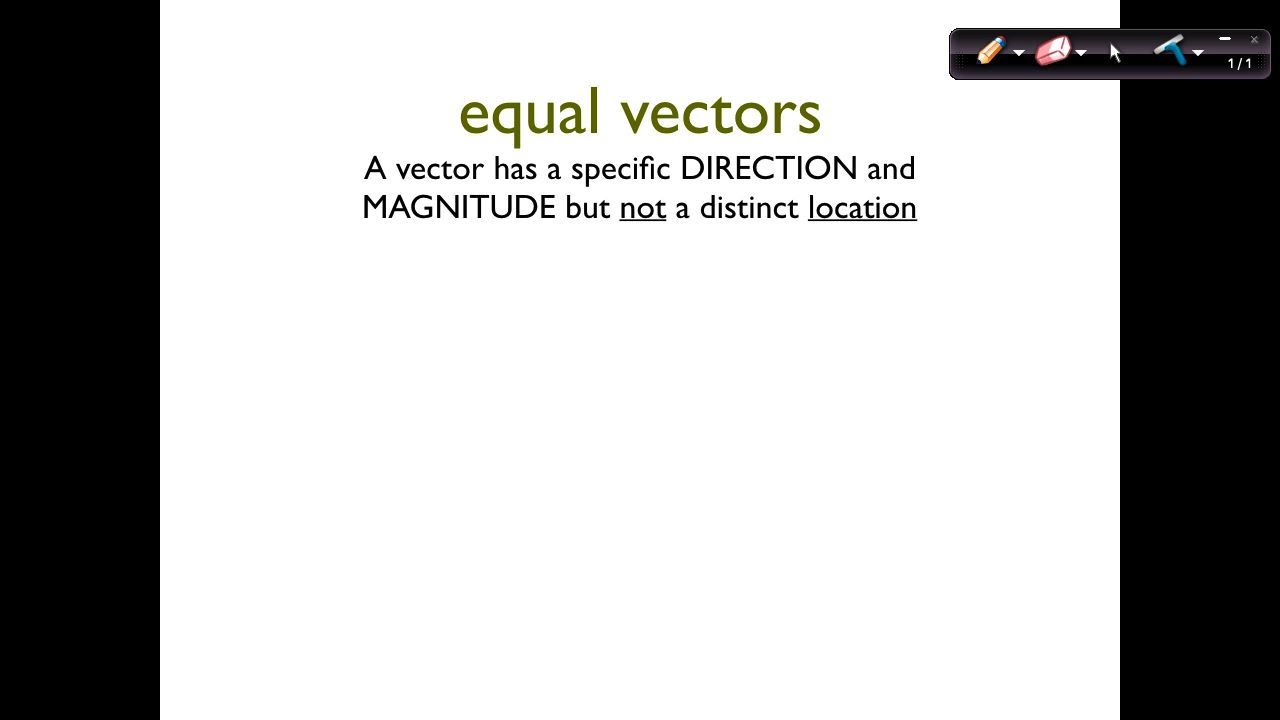 equal vectors
A vector has a specific DIRECTION and
MAGNITUDE but not a distinct location
1/1